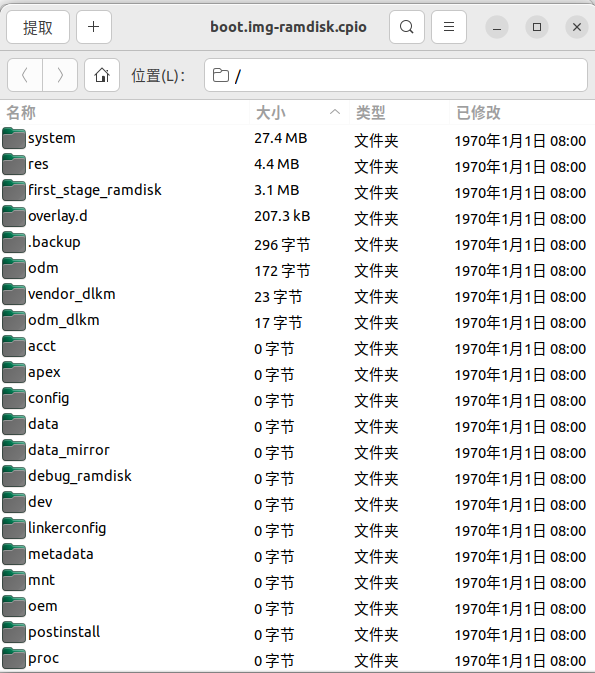 提取 boot.img-ramdisk.cpio
位置(L): /
名称 大小 类型 已修改
system 27.4 MB 文件夹 1970年1月1日 08:00
res 4.4 MB 文件夹 1970年1月1日 08:00
first_stage_ramdisk 3.1 MB 文件夹 1970年1月1日 08:00
overlay.d 207.3 kB 文件夹 1970年1月1日 08:00
.backup 296 字节 文件夹 1970年1月1日 08:00
odm 172 字节 文件夹 1970年1月1日 08:00
vendor_dlkm 23 字节 文件夹 1970年1月1日 08:00
odm_dlkm 17 字节 文件夹 1970年1月1日 08:00
acct 0 字节 文件夹 1970年1月1日 08:00
apex 0 字节 文件夹 1970年1月1日 08:00
config 0 字节 文件夹 1970年1月1日 08:00
data 0 字节 文件夹 1970年1月1日 08:00
data_mirror 0 字节 文件夹 1970年1月1日 08:00
debug_ramdisk 0 字节 文件夹 1970年1月1日 08:00
dev 0 字节 文件夹 1970年1月1日 08:00
linkerconfig 0 字节 文件夹 1970年1月1日 08:00
metadata 0 字节 文件夹 1970年1月1日 08:00
mnt 0 字节 文件夹 1970年1月1日 08:00
oem 0 字节 文件夹 1970年1月1日 08:00
postinstall 0 字节 文件夹 1970年1月1日 08:00
proc 0 字节 文件夹 1970年1月1日 08:00